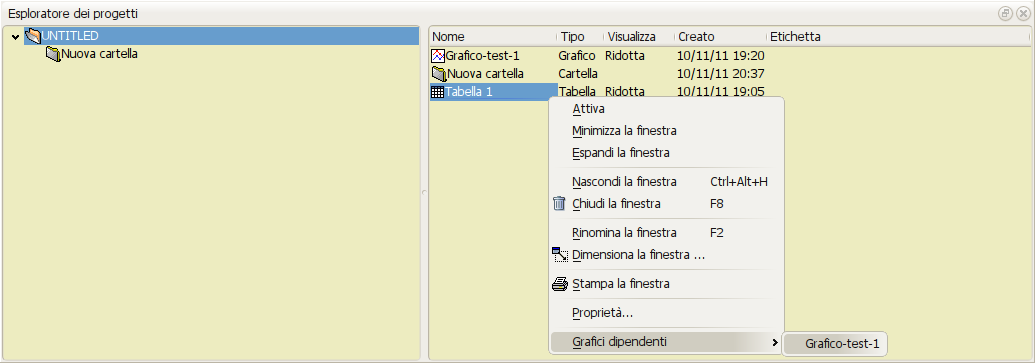 Esploratore dei progetti
UNTITLED
Nuova cartella
Nome Tipo Visualizza Creato Etichetta
Grafico-test-1 Grafico Ridotta 10/11/11 19:20
Nuova cartella Cartella 10/11/11 20:37
Tabella 1 Tabella Ridotta 10/11/11 19:05
Attiva
Minimizza la finestra
Espandi la finestra
Nascondi la finestra Ctrl+Alt+H
Chiudi la finestra F8
Rinomina la finestra F2
Dimensiona la finestra ...
Stampa la finestra
Proprietà...
Grafici dipendenti
Grafico-test-1